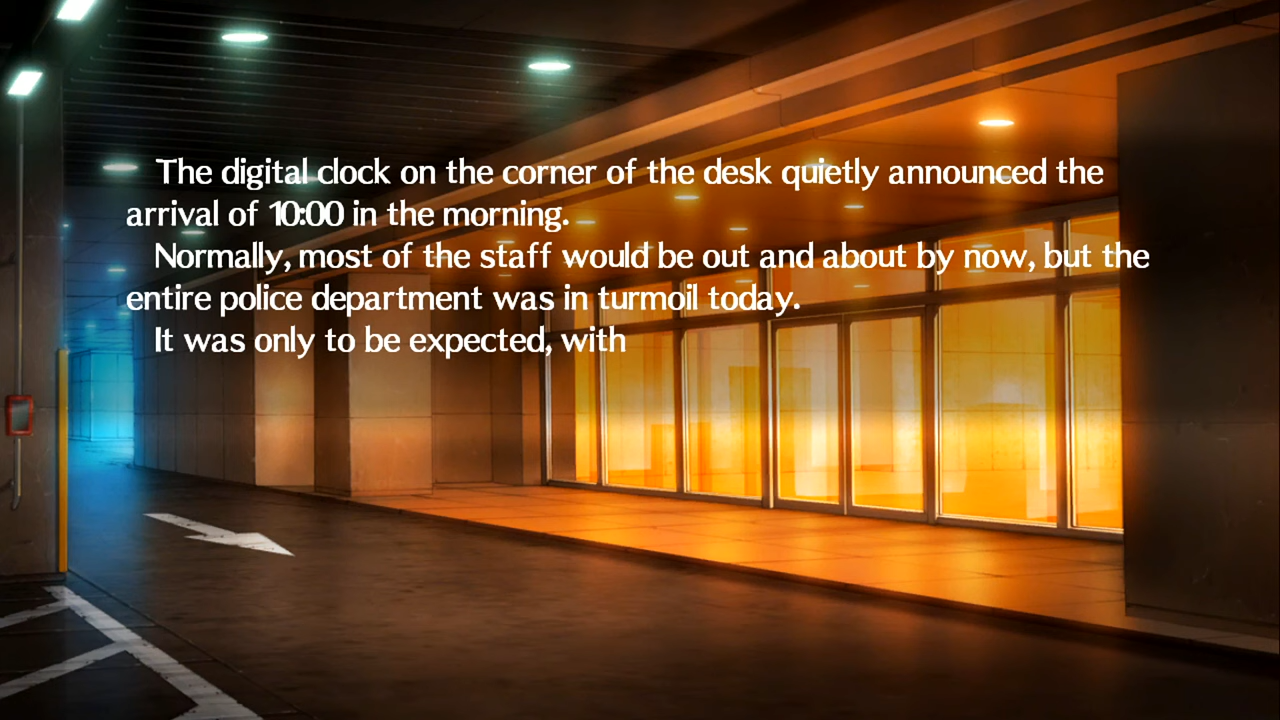 The digital clock on the corner of the desk quietly announced the
arrival of 10:00 in the morning.
Normally, most of the staff would be out and about by now, but the
entire police department was in turmoil today.
It was only to be expected, with